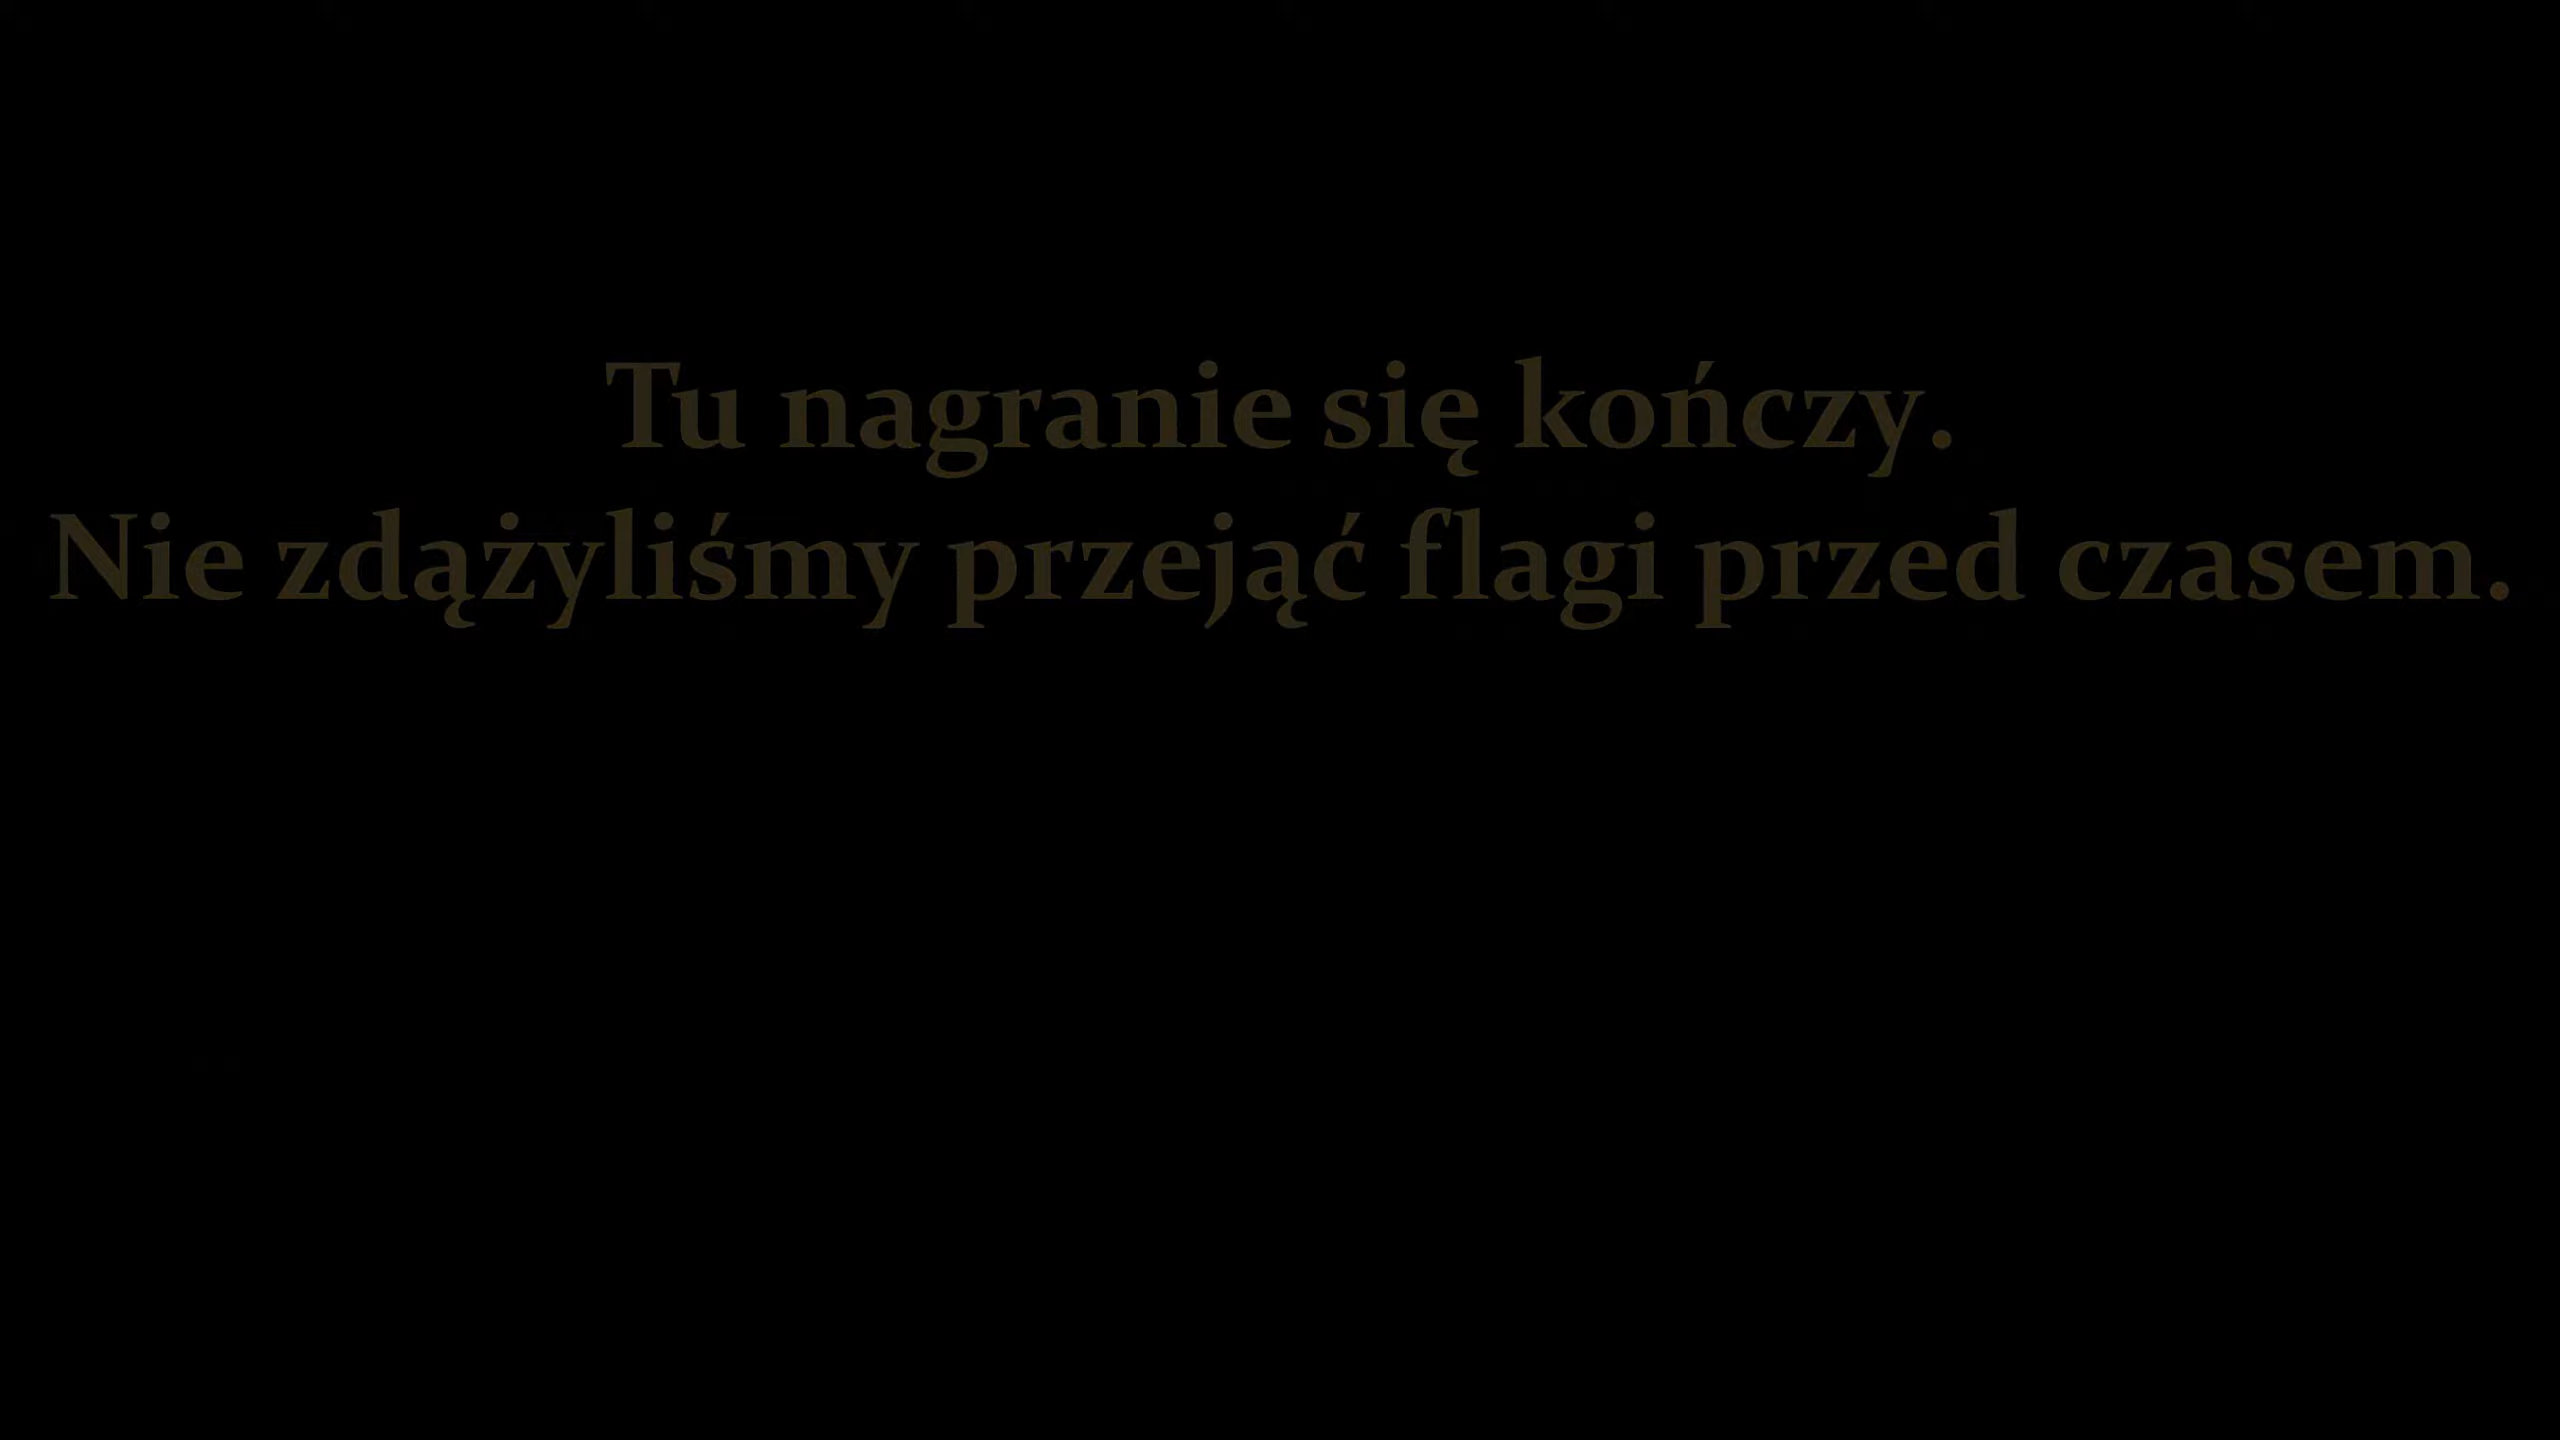 Tu nagranie się kończy.
Nie zdążyliśmy przejąć flagi przed czasem.